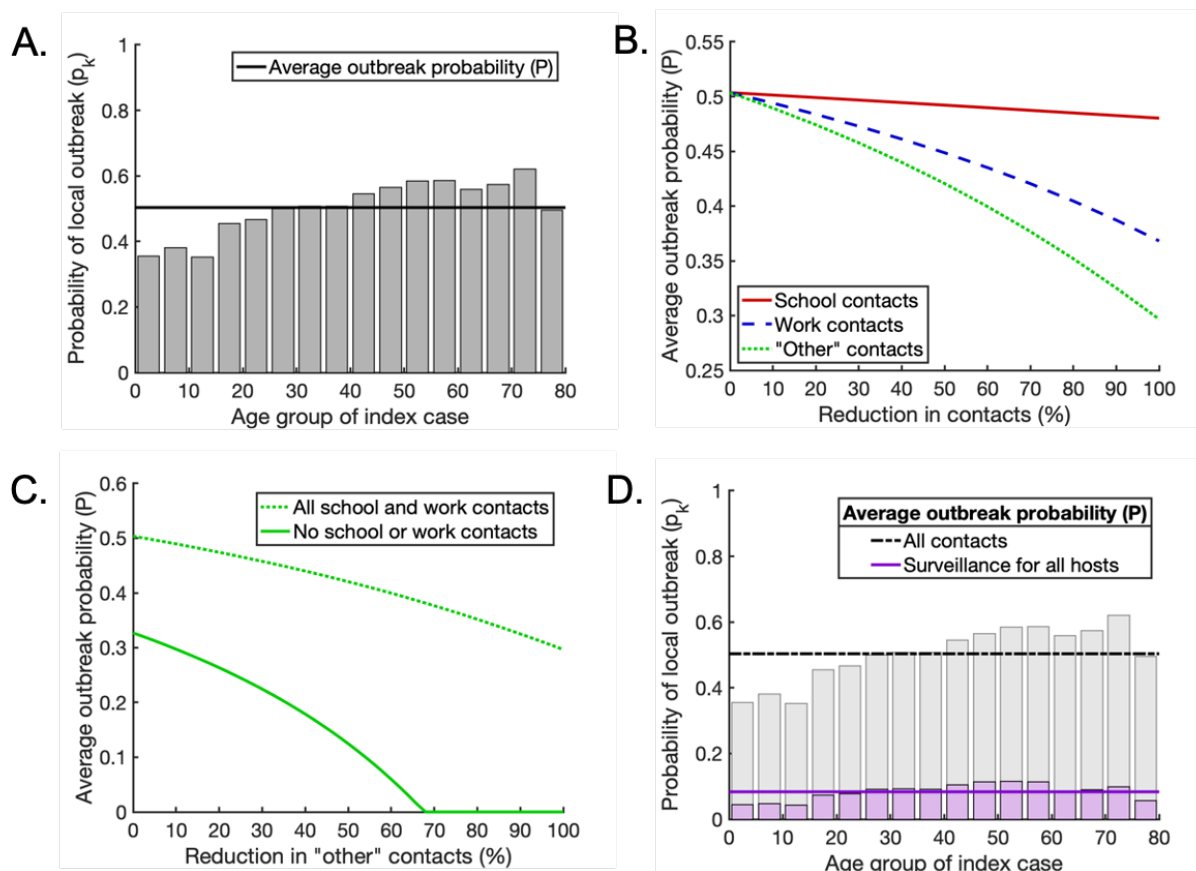 A.
Probability of local outbreak (pk)
1
0.8
0.6
0.4
0.2
0
Average outbreak probability (P)
0 10 20 30 40 50 60 70 80
Age group of index case
B.
Average outbreak probability (P)
0.55
0.5
0.45
0.4
0.35
0.3
0.25
School contacts
Work contacts
"Other" contacts
0 10 20 30 40 50 60 70 80 90 100
Reduction in contacts (%)
C.
Average outbreak probability (P)
0.6
0.5
0.4
0.3
0.2
0.1
0
All school and work contacts
No school or work contacts
0 10 20 30 40 50 60 70 80 90 100
Reduction in "other" contacts (%)
D.
Probability of local outbreak (pk)
1
0.8
0.6
0.4
0.2
0
Average outbreak probability (P)
All contacts
Surveillance for all hosts
0 10 20 30 40 50 60 70 80
Age group of index case